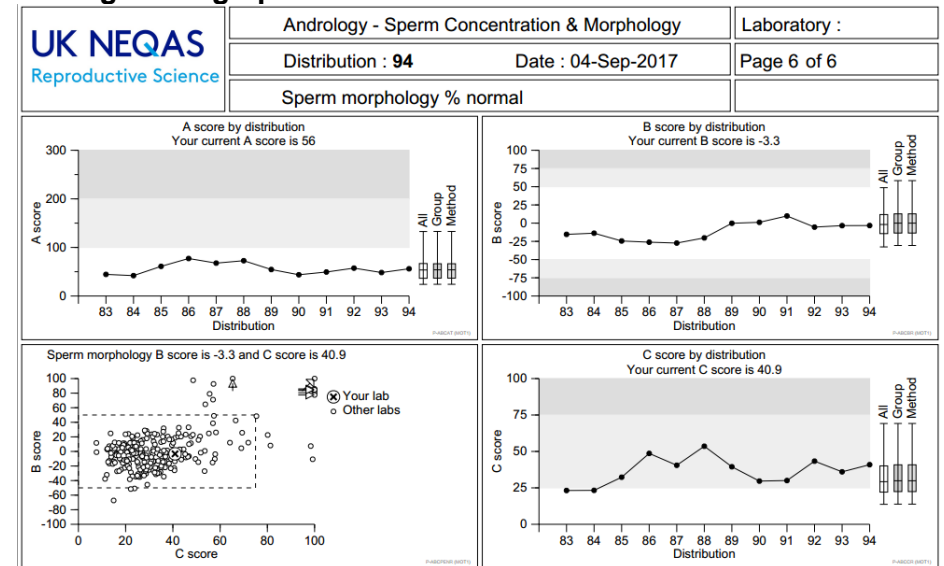 UK NEQAS
Reproductive Science
Andrology - Sperm Concentration & Morphology
Laboratory :
Distribution : 94 Date : 04-Sep-2017
Page 6 of 6
Sperm morphology % normal
A score by distribution
Your current A score is 56
300
200
100
0
A score
83 84 85 86 87 88 89 90 91 92 93 94
Distribution
All
Group
Method
P-ABCAT (MOT1)
B score by distribution
Your current B score is -3.3
100
75
50
25
0
-25
-50
-75
-100
B score
83 84 85 86 87 88 89 90 91 92 93 94
Distribution
All
Group
Method
Sperm morphology B score is -3.3 and C score is 40.9
100
80
60
40
20
0
-20
-40
-60
-80
-100
B score
0 20 40 60 80 100
C score
Your lab
Other labs
C score by distribution
Your current C score is 40.9
100
75
50
25
0
C score
83 84 85 86 87 88 89 90 91 92 93 94
Distribution
All
Group
Method